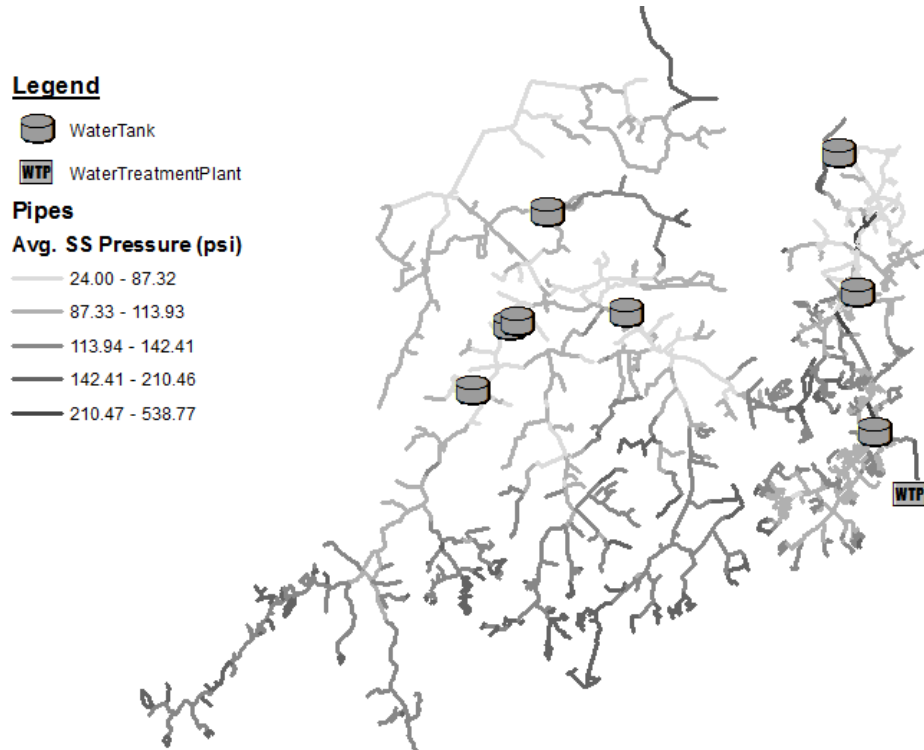 Legend
WaterTank
WTP WaterTreatmentPlant
Pipes
Avg. SS Pressure (psi)
24.00 - 87.32
87.33 - 113.93
113.94 - 142.41
142.41 - 210.46
210.47 - 538.77
WTP